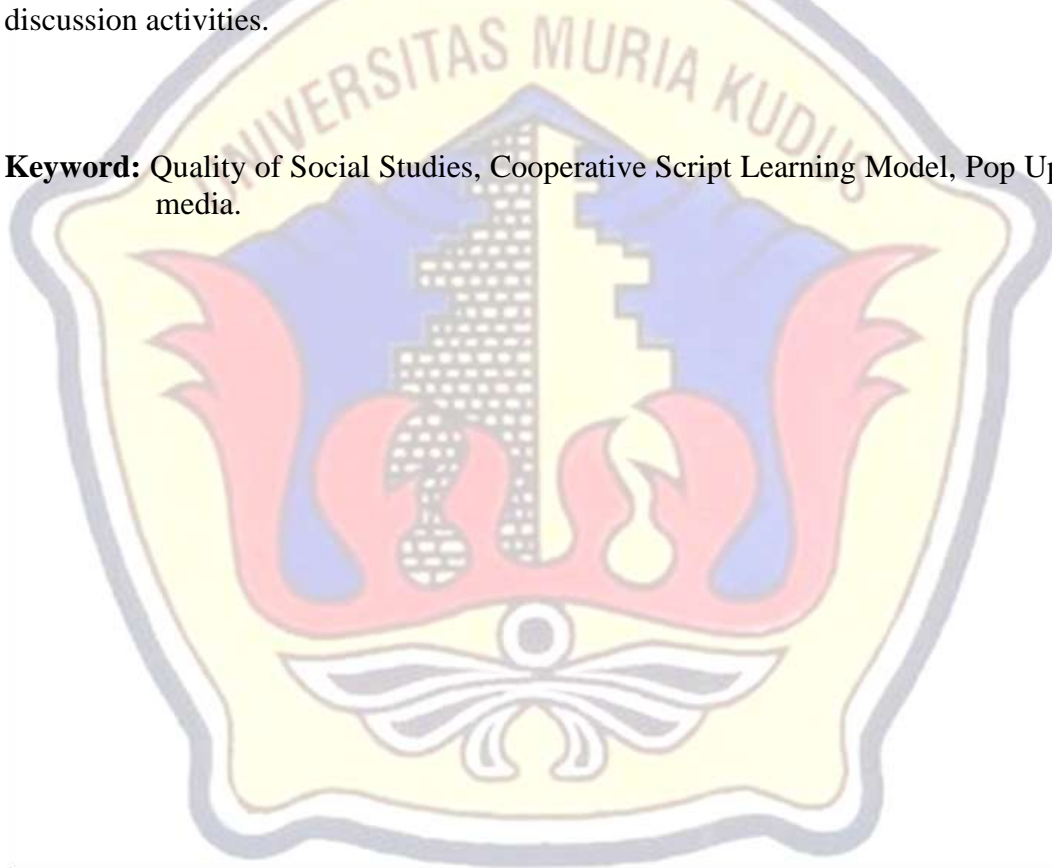 discussion activities.
UNIVERSITAS MURIA KUDUS
Keyword: Quality of Social Studies, Cooperative Script Learning Model, Pop Up
media.